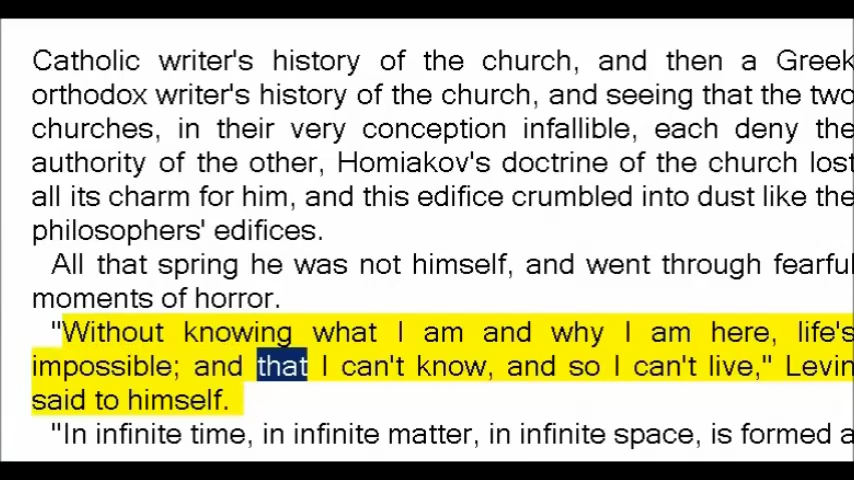 Catholic writer's history of the church, and then a Greek
orthodox writer's history of the church, and seeing that the two
churches, in their very conception infallible, each deny the
authority of the other, Homiakov's doctrine of the church lost
all its charm for him, and this edifice crumbled into dust like the
philosophers' edifices.
All that spring he was not himself, and went through fearful
moments of horror.
"Without knowing what I am and why I am here, life's
impossible; and that I can't know, and so I can't live," Levin
said to himself.
"In infinite time, in infinite matter, in infinite space, is formed a